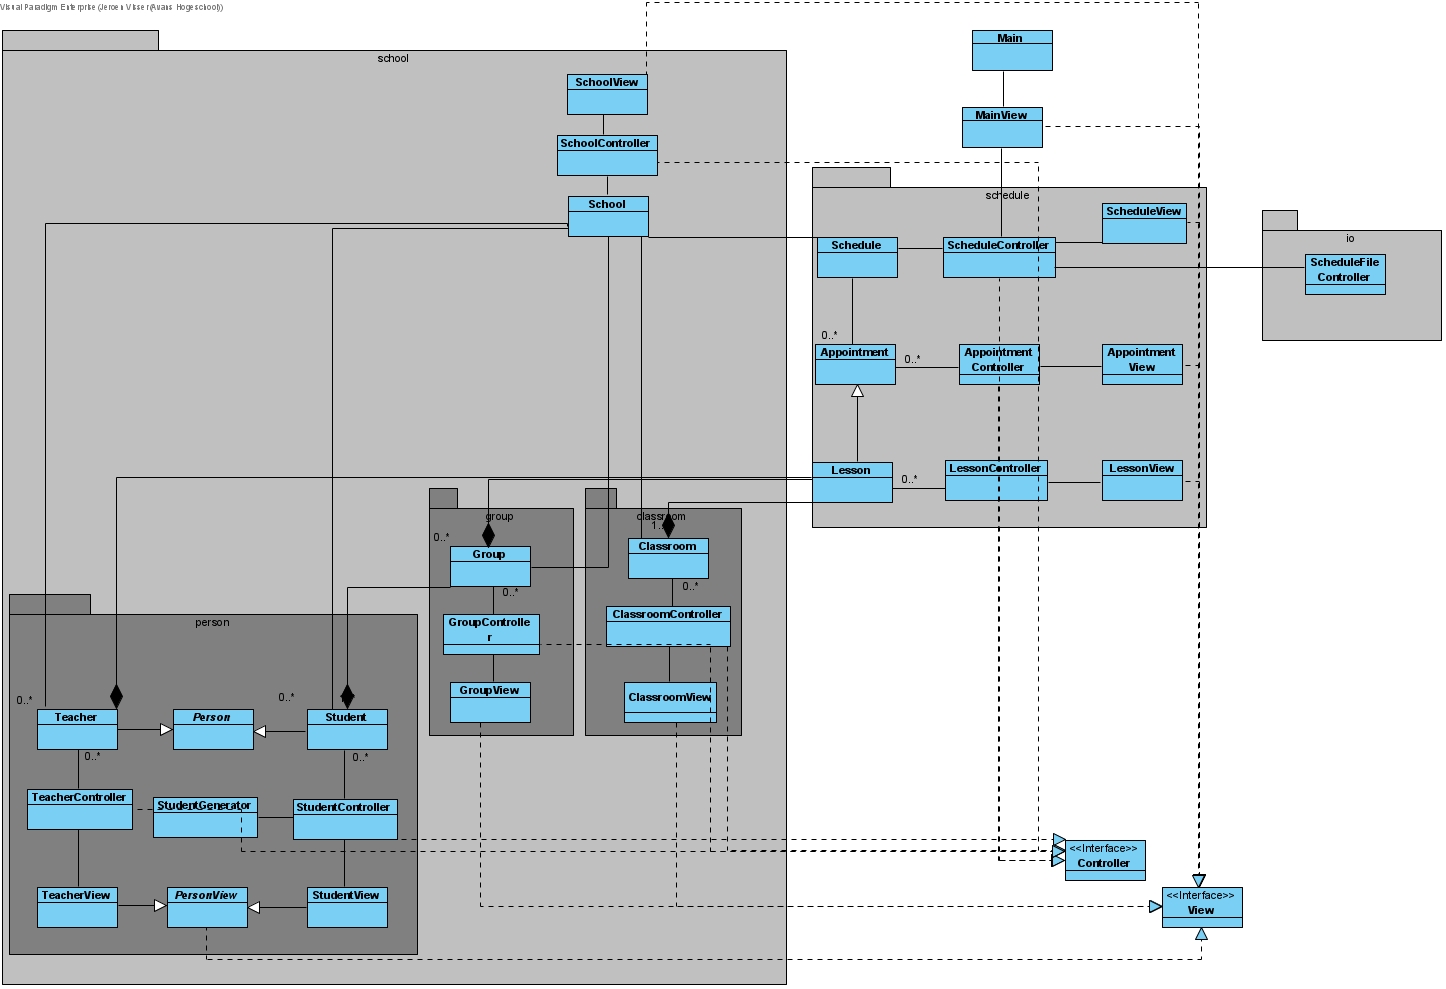 Visual Paradigm Enterprise (Jeroen Visser(Avans Hogeschool))
school
Main
SchoolView
MainView
SchoolController
schedule
School
ScheduleView
Schedule
ScheduleController
io
ScheduleFile
Controller
0..*
Appointment
0..*
Appointment
Controller
Appointment
View
Lesson
0..*
LessonController
LessonView
group
classroom
1..
0..*
Group
Classroom
0..*
0..*
GroupControlle
r
ClassroomController
person
GroupView
ClassroomView
0..*
0..*
Teacher
Person
Student
0..*
0..*
TeacherController
StudentGenerator
StudentController
<<Interface>>
Controller
TeacherView
PersonView
StudentView
<<Interface>>
View